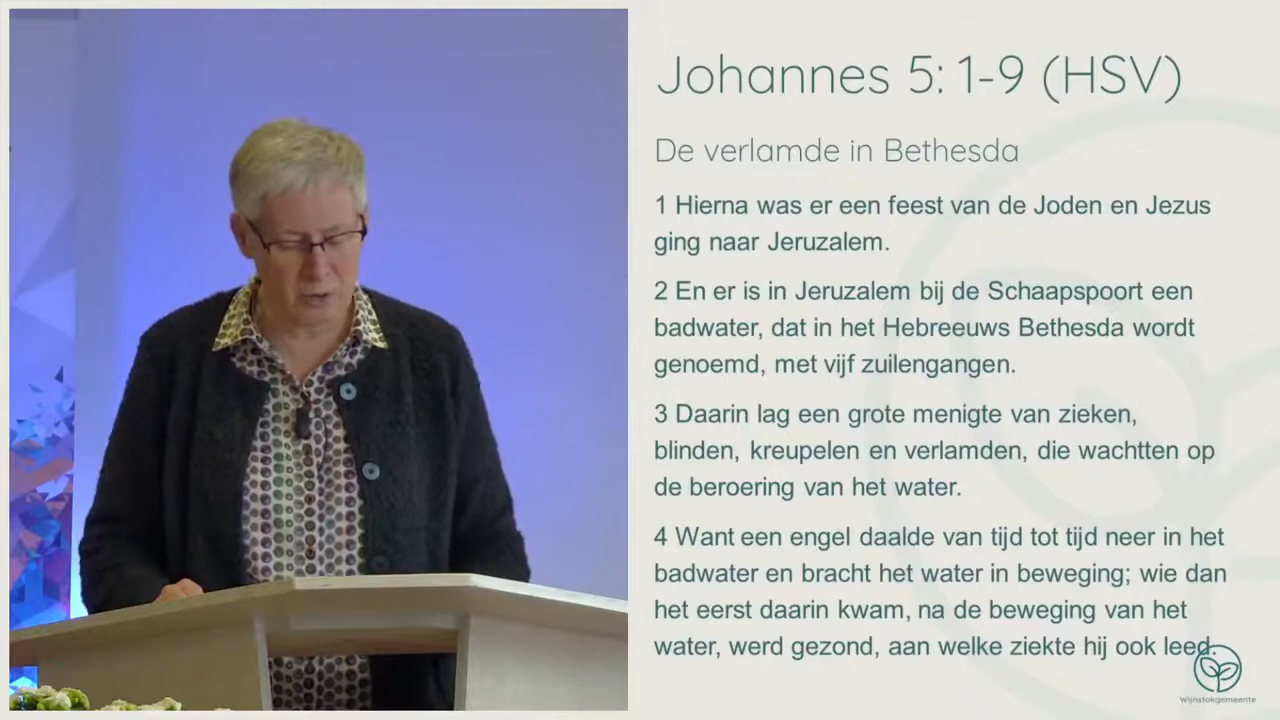 Johannes 5: 1-9 (HSV)
De verlamde in Bethesda
1 Hierna was er een feest van de Joden en Jezus
ging naar Jeruzalem.
2 En er is in Jeruzalem bij de Schaapspoort een
badwater, dat in het Hebreeuws Bethesda wordt
genoemd, met vijf zuilengangen.
3 Daarin lag een grote menigte van zieken,
blinden, kreupelen en verlamden, die wachtten op
de beroering van het water.
4 Want een engel daalde van tijd tot tijd neer in het
badwater en bracht het water in beweging; wie dan
het eerst daarin kwam, na de beweging van het
water, werd gezond, aan welke ziekte hij ook leed.
Wijnstokgemeente